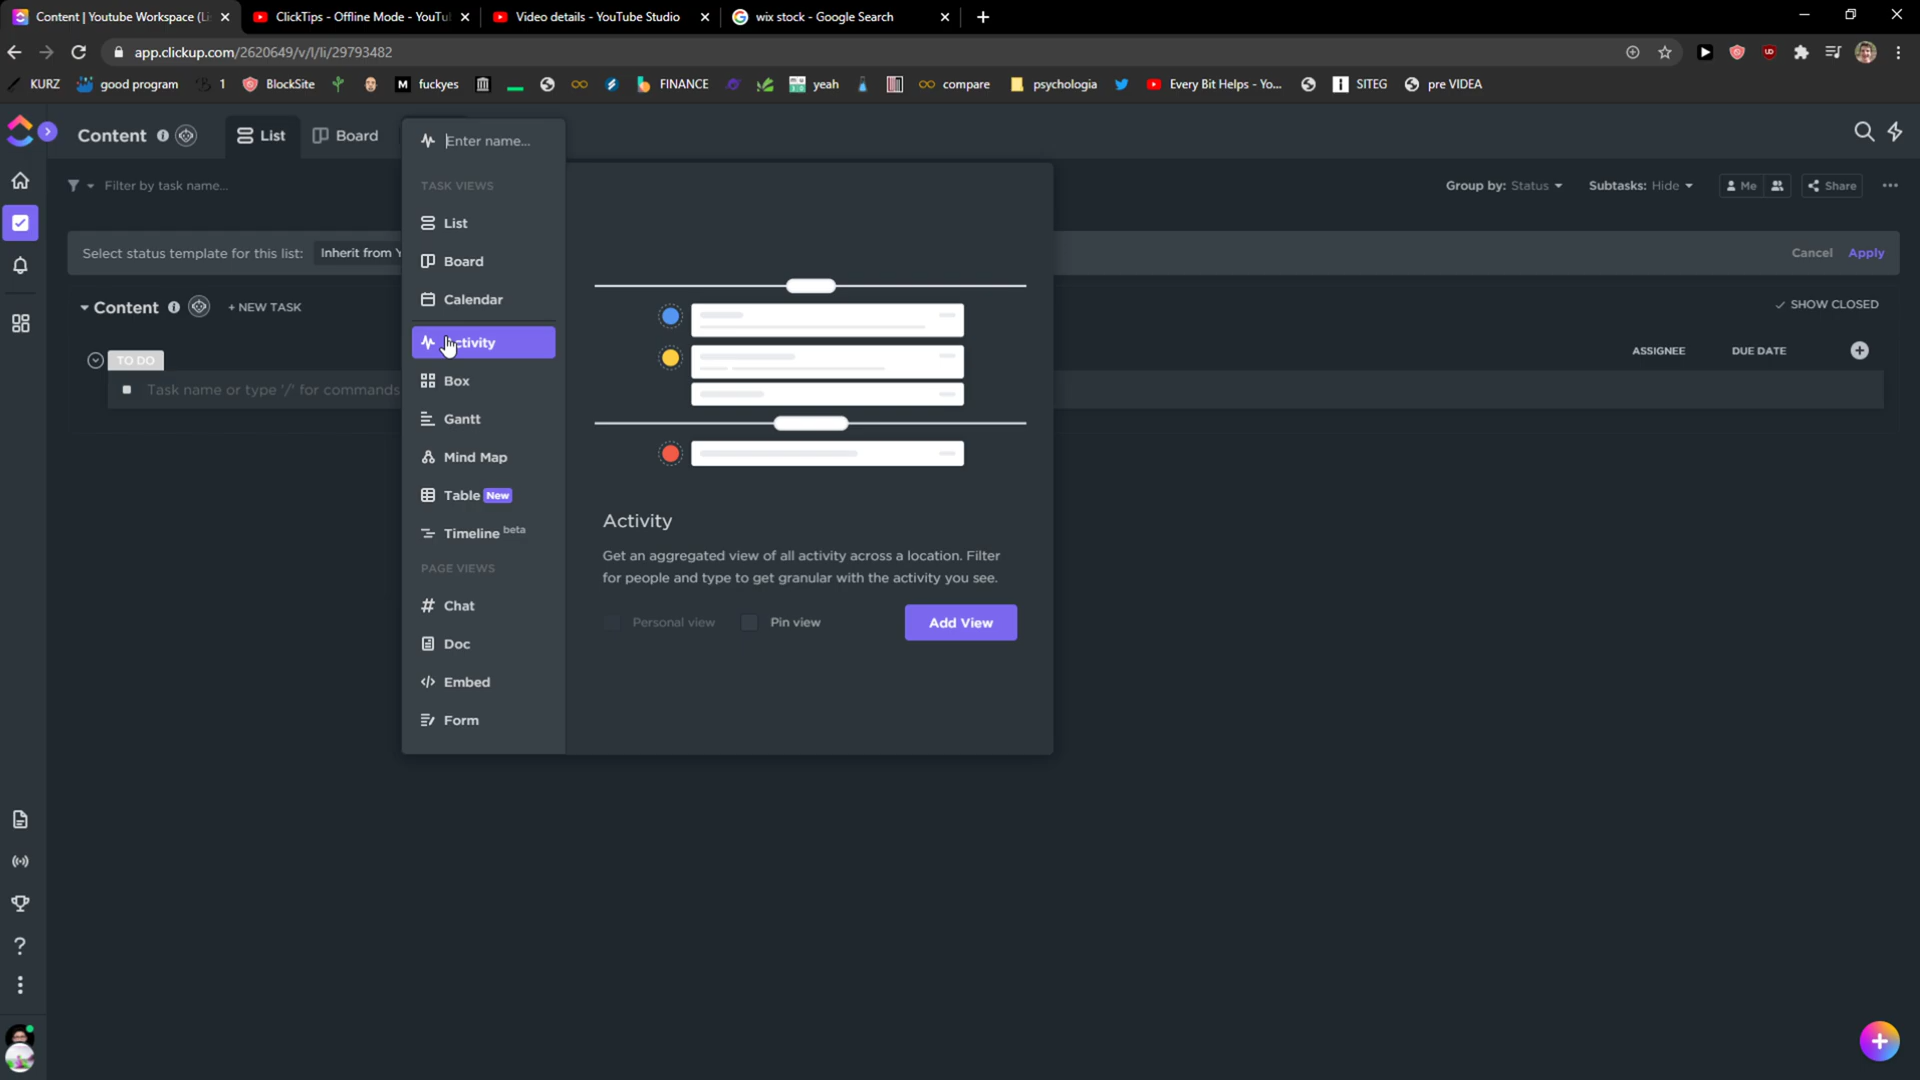 Content | Youtube Workspace (Li
ClickTips - Offline Mode - YouTu
Video details - YouTube Studio
wix stock - Google Search
app.clickup.com/2620649/v/l/li/29793482
KURZ
good program
1
BlockSite
fuckyes
FINANCE
yeah
compare
psychologia
Every Bit Helps - Yo...
SITEG
pre VIDEA
Content
List
Board
Enter name...
Filter by task name...
TASK VIEWS
Group by: Status
Subtasks: Hide
Me
Share
List
Select status template for this list:
Inherit from Y
Cancel
Apply
Board
Calendar
Content
+ NEW TASK
SHOW CLOSED
Activity
TO DO
ASSIGNEE
DUE DATE
Task name or type '/' for commands
Box
Gantt
Mind Map
Table New
Timeline beta
PAGE VIEWS
Chat
Doc
Embed
Form
Activity
Get an aggregated view of all activity across a location. Filter
for people and type to get granular with the activity you see.
Personal view
Pin view
Add View